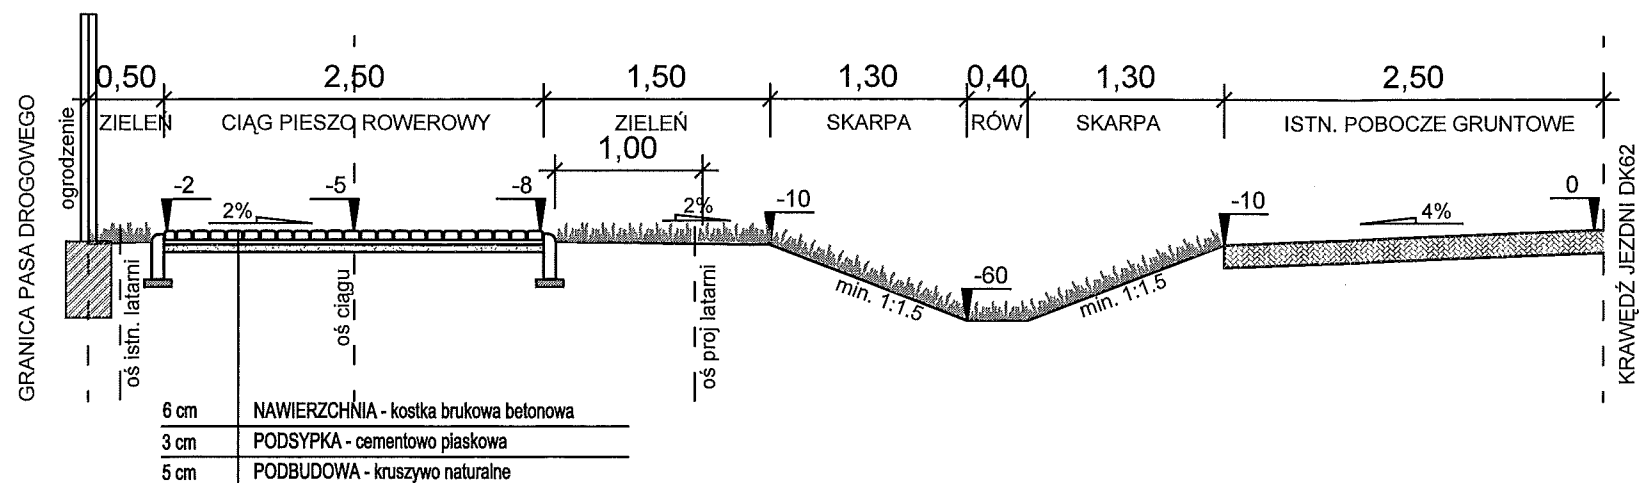 0,50 2,50 1,50 1,30 0,40 1,30 2,50
ZIELEŃ CIĄG PIESZO ROWEROWY ZIELEŃ SKARPA RÓW SKARPA ISTN. POBOCZE GRUNTOWE
1,00
GRANICA PASA DROGOWEGO
ogrodzenie
-2 -5 -8 -10 -10 0
2% 2% 4%
-60
min. 1:1.5 min. 1:1.5
oś istn. latarni
oś ciągu
oś proj latarni
KRAWĘDŹ JEZDNI DK62
6 cm NAWIERZCHNIA - kostka brukowa betonowa
3 cm PODSYPKA - cementowo piaskowa
5 cm PODBUDOWA - kruszywo naturalne